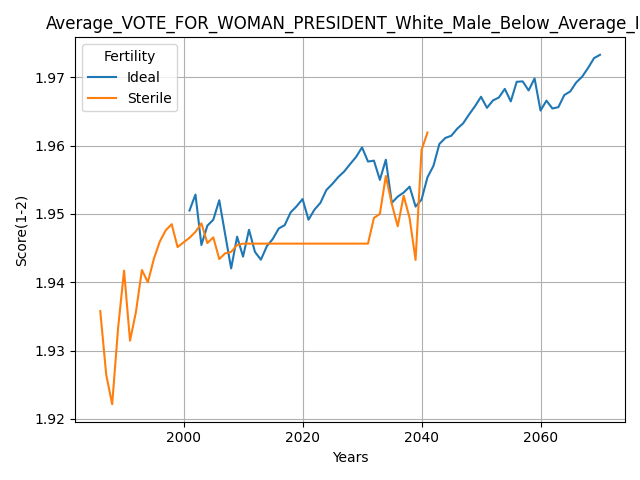 Average_VOTE_FOR_WOMAN_PRESIDENT_White_Male_Below_Average_
Fertility
Ideal
Sterile
Score(1-2)
1.97
1.96
1.95
1.94
1.93
1.92
2000 2020 2040 2060
Years